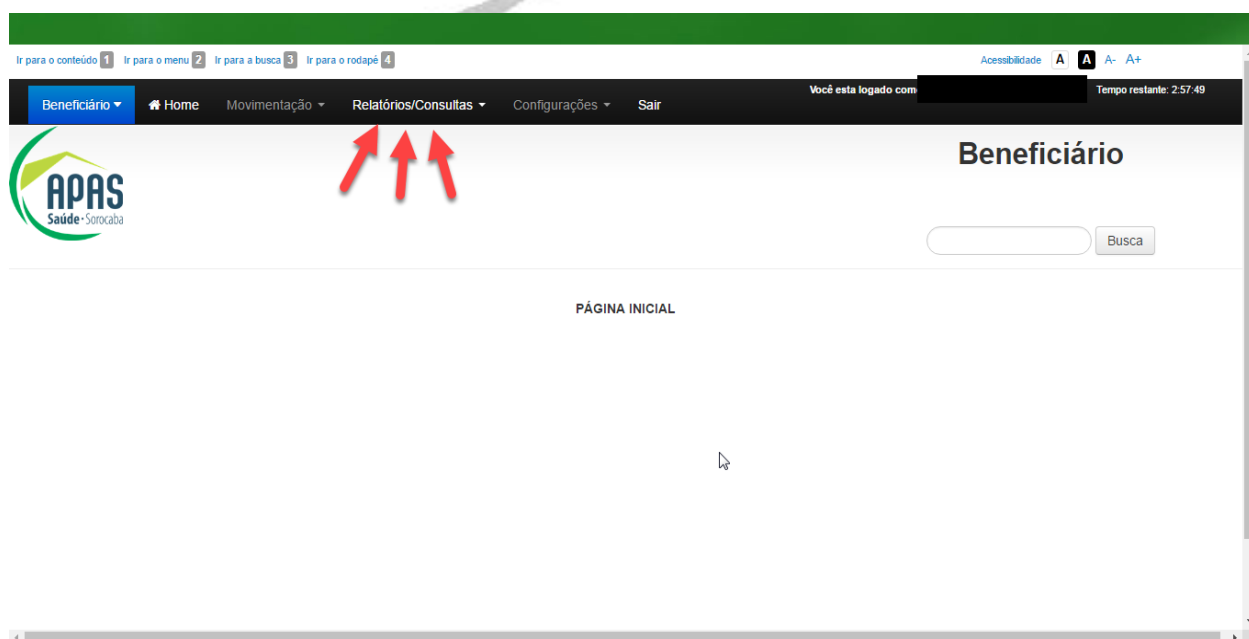 Ir para o conteúdo 1 Ir para o menu 2 Ir para a busca 3 Ir para o rodapé 4 Acessibilidade A A A- A+
Beneficiário Home Movimentação Relatórios/Consultas Configurações Sair Você esta logado com Tempo restante: 2:57:49
APAS
Saúde·Sorocaba
Beneficiário
Busca
PÁGINA INICIAL